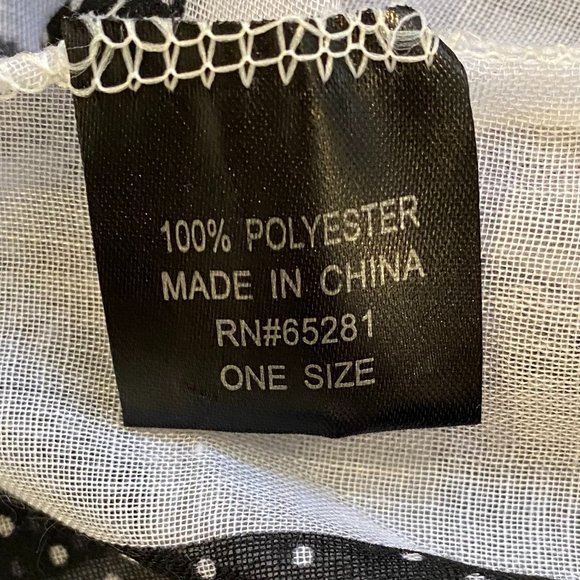 100% POLYESTER
MADE IN CHINA
RN#65281
ONE SIZE